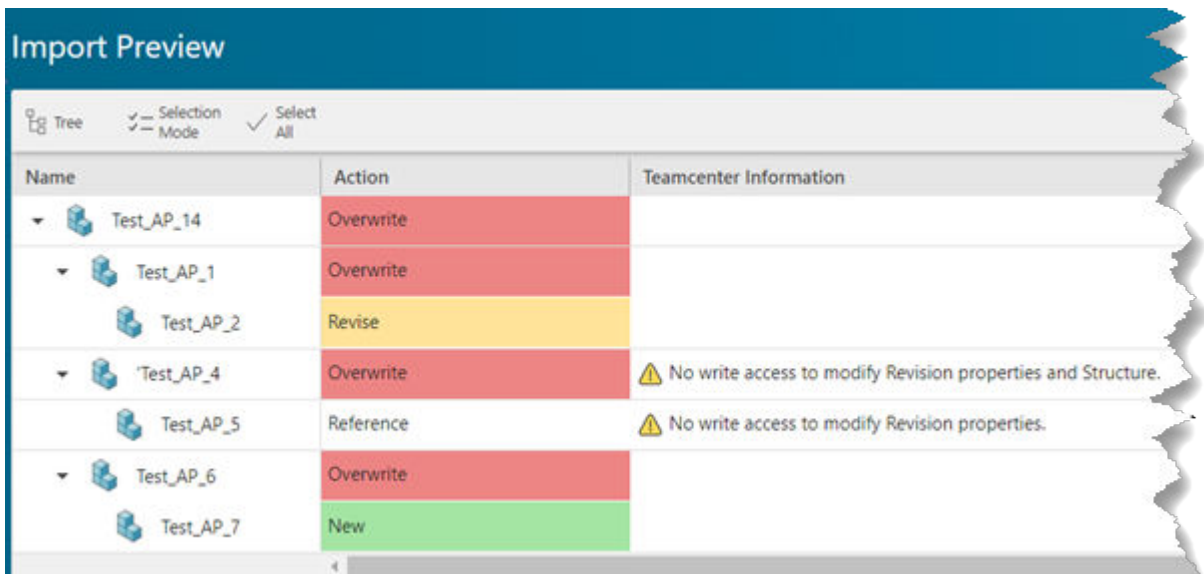 Import Preview
Tree Selection Mode Select All
Name Action Teamcenter Information
Test_AP_14 Overwrite
Test_AP_1 Overwrite
Test_AP_2 Revise
'Test_AP_4 Overwrite No write access to modify Revision properties and Structure.
Test_AP_5 Reference No write access to modify Revision properties.
Test_AP_6 Overwrite
Test_AP_7 New